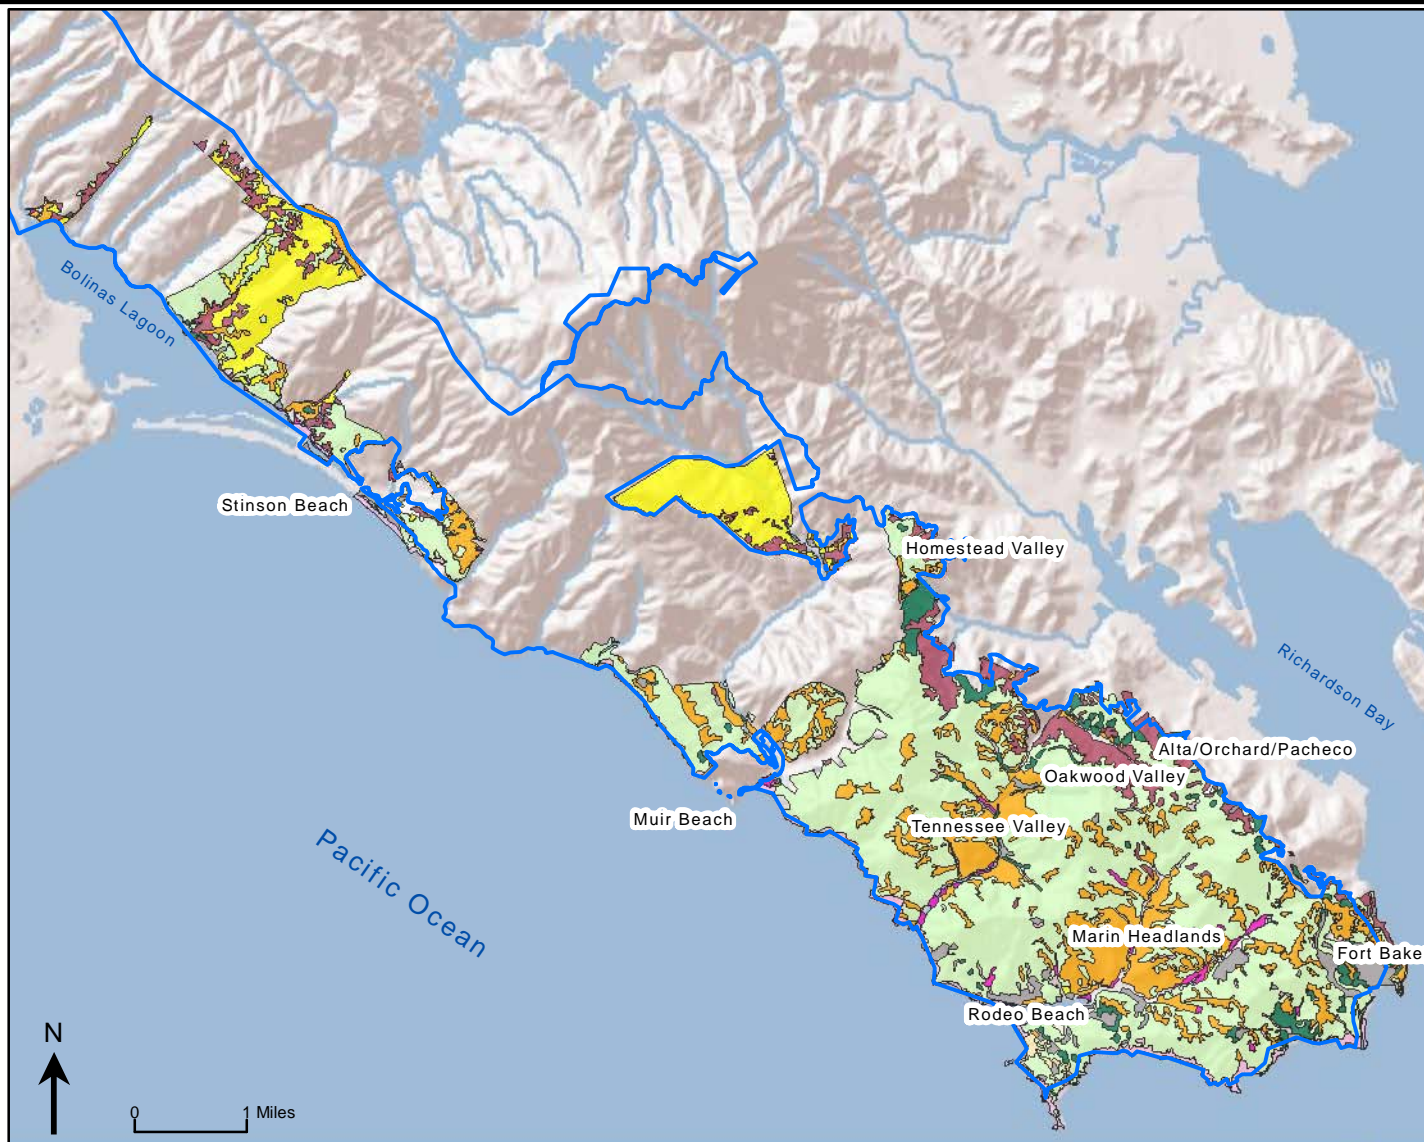 Bolinas Lagoon
Stinson Beach
Homestead Valley
Richardson Bay
Alta/Orchard/Pacheco
Oakwood Valley
Muir Beach
Tennessee Valley
Pacific Ocean
Marin Headlands
Fort Bake
Rodeo Beach
N
0 1 Miles